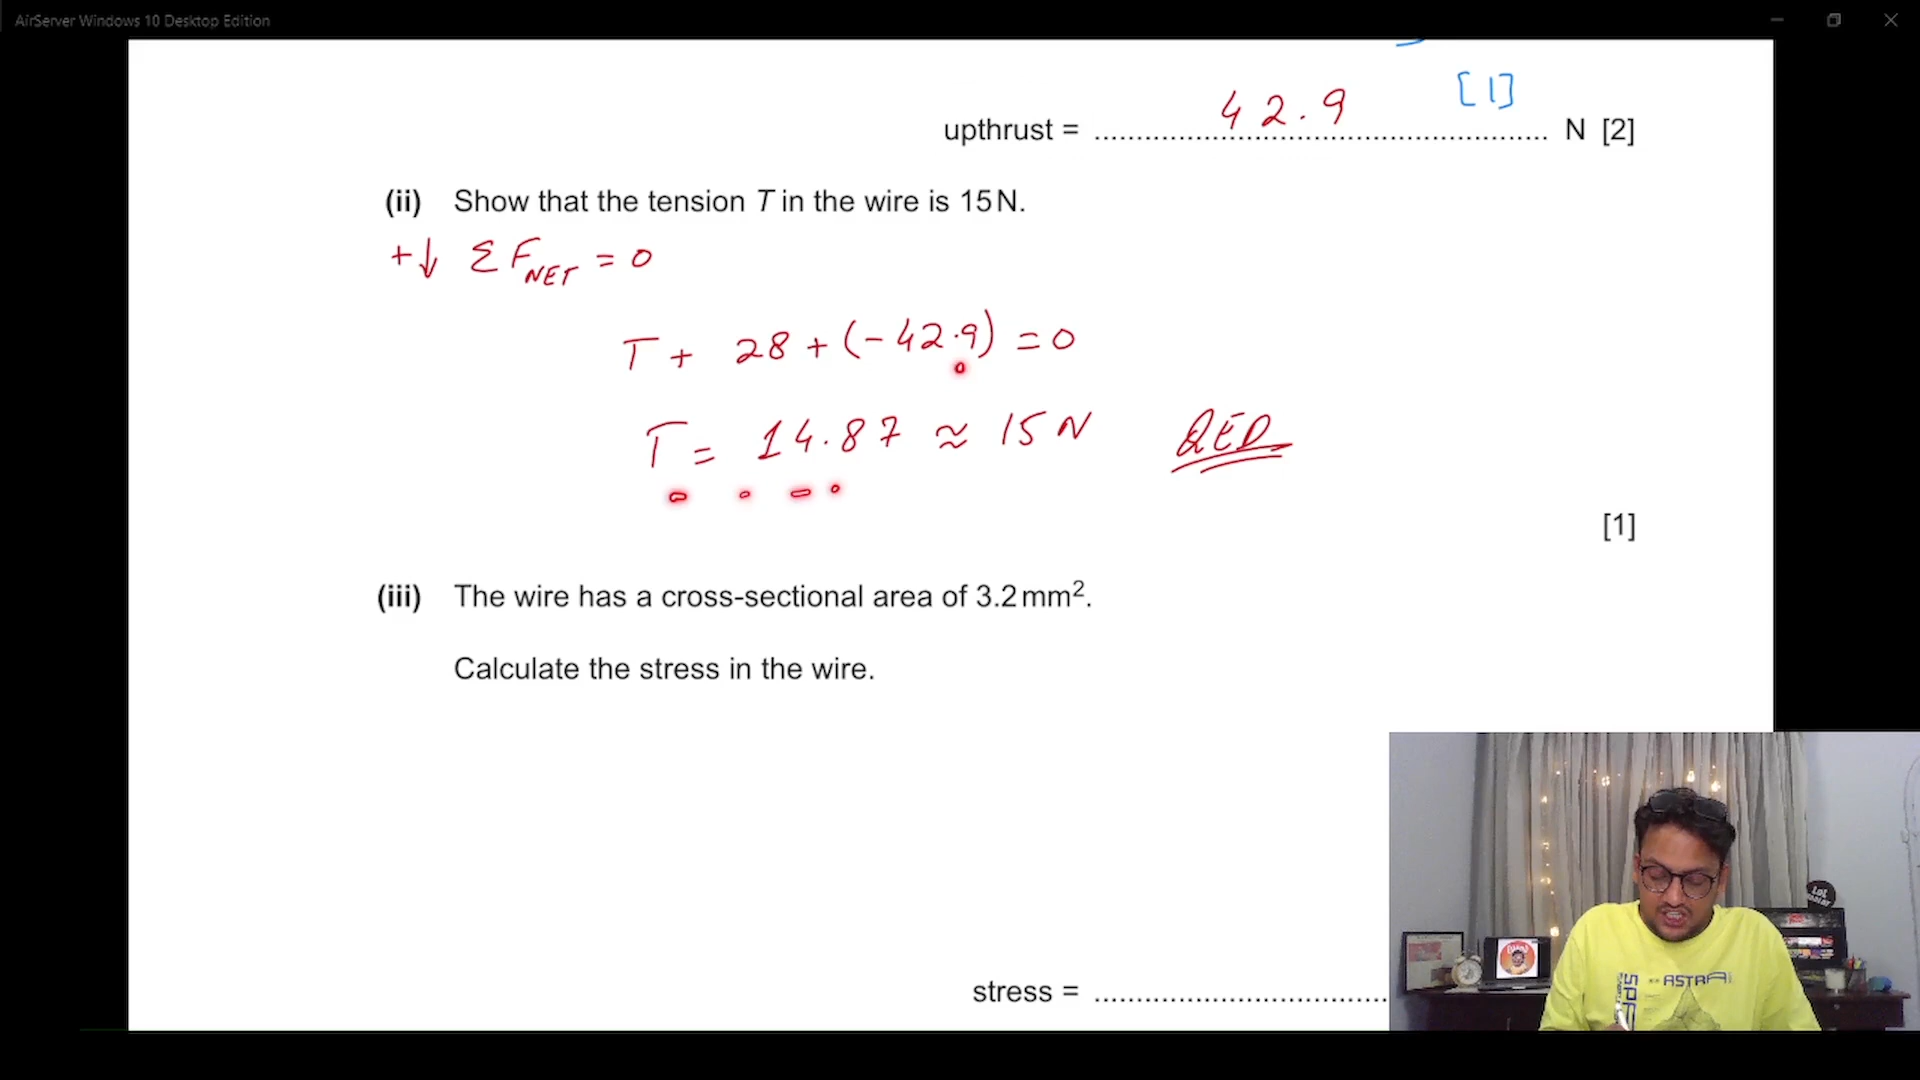 AirServer Windows 10 Desktop Edition
[1]
42.9
upthrust = ........................................................ N [2]
(ii) Show that the tension T in the wire is 15 N.
+↓ Σ F_NET = 0
T + 28 + (-42.9) = 0
T = 14.87 ≈ 15 N QED
[1]
(iii) The wire has a cross-sectional area of 3.2 mm².
Calculate the stress in the wire.
stress = ....................................
LOL
ASTRA